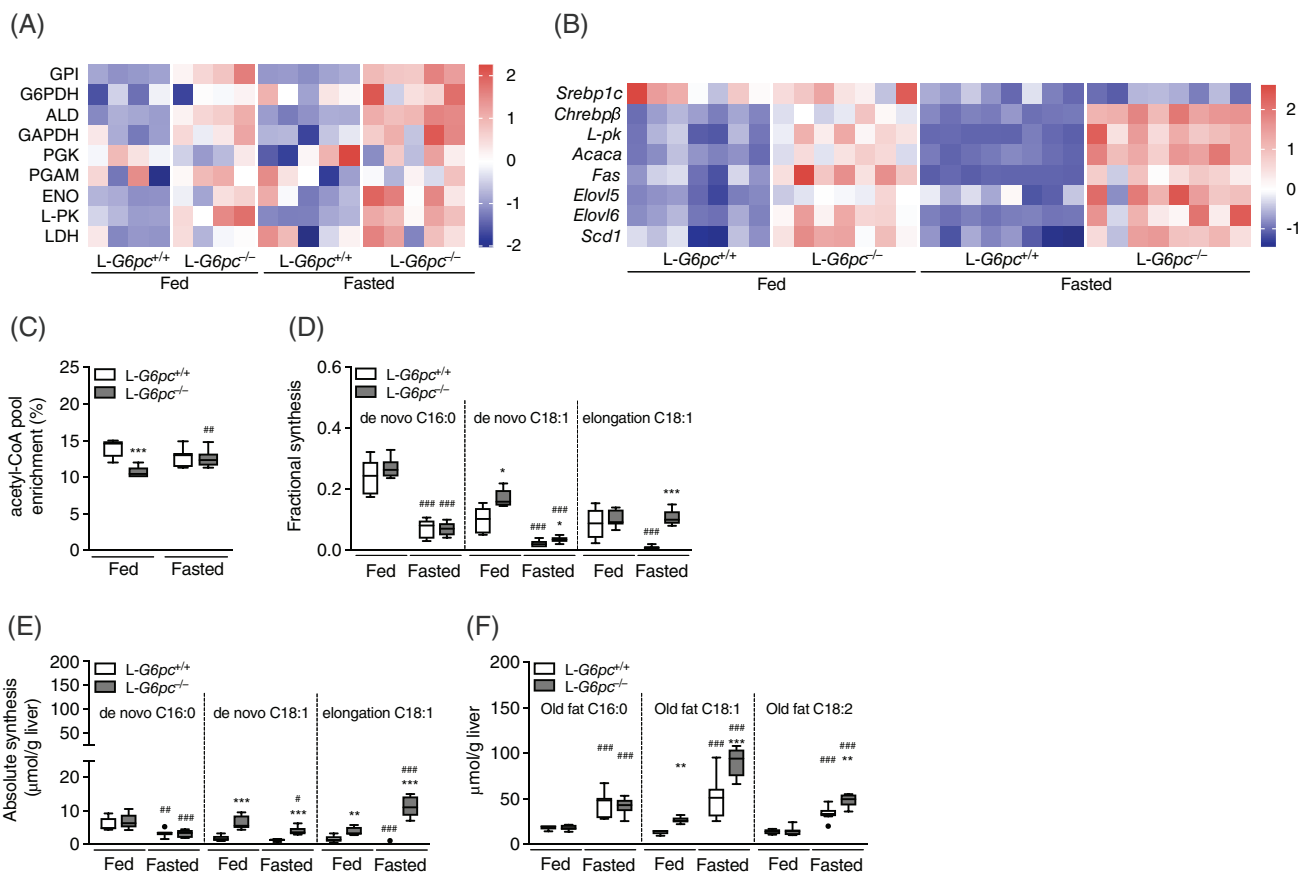 (A)
GPI
G6PDH
ALD
GAPDH
PGK
PGAM
ENO
L-PK
LDH
2
1
0
-1
-2
L-G6pc+/+ L-G6pc−/− L-G6pc+/+ L-G6pc−/−
Fed Fasted
(B)
Srebp1c
Chrebpβ
L-pk
Acaca
Fas
Elovl5
Elovl6
Scd1
2
1
0
-1
L-G6pc+/+ L-G6pc−/− L-G6pc+/+ L-G6pc−/−
Fed Fasted
(C)
acetyl-CoA pool
enrichment (%)
25
20
15
10
5
0
L-G6pc+/+
L-G6pc−/−
*** ##
Fed Fasted
(D)
Fractional synthesis
0.6
0.4
0.2
0.0
L-G6pc+/+
L-G6pc−/−
de novo C16:0 de novo C18:1 elongation C18:1
### ### * ### ### * ### ***
Fed Fasted Fed Fasted Fed Fasted
(E)
Absolute synthesis
(μmol/g liver)
200
150
100
50
20
10
0
L-G6pc+/+
L-G6pc−/−
de novo C16:0 de novo C18:1 elongation C18:1
## ### *** # *** ** ### ### ***
Fed Fasted Fed Fasted Fed Fasted
(F)
μmol/g liver
200
150
100
50
0
L-G6pc+/+
L-G6pc−/−
Old fat C16:0 Old fat C18:1 Old fat C18:2
### ### ** ### ### *** ### ### **
Fed Fasted Fed Fasted Fed Fasted